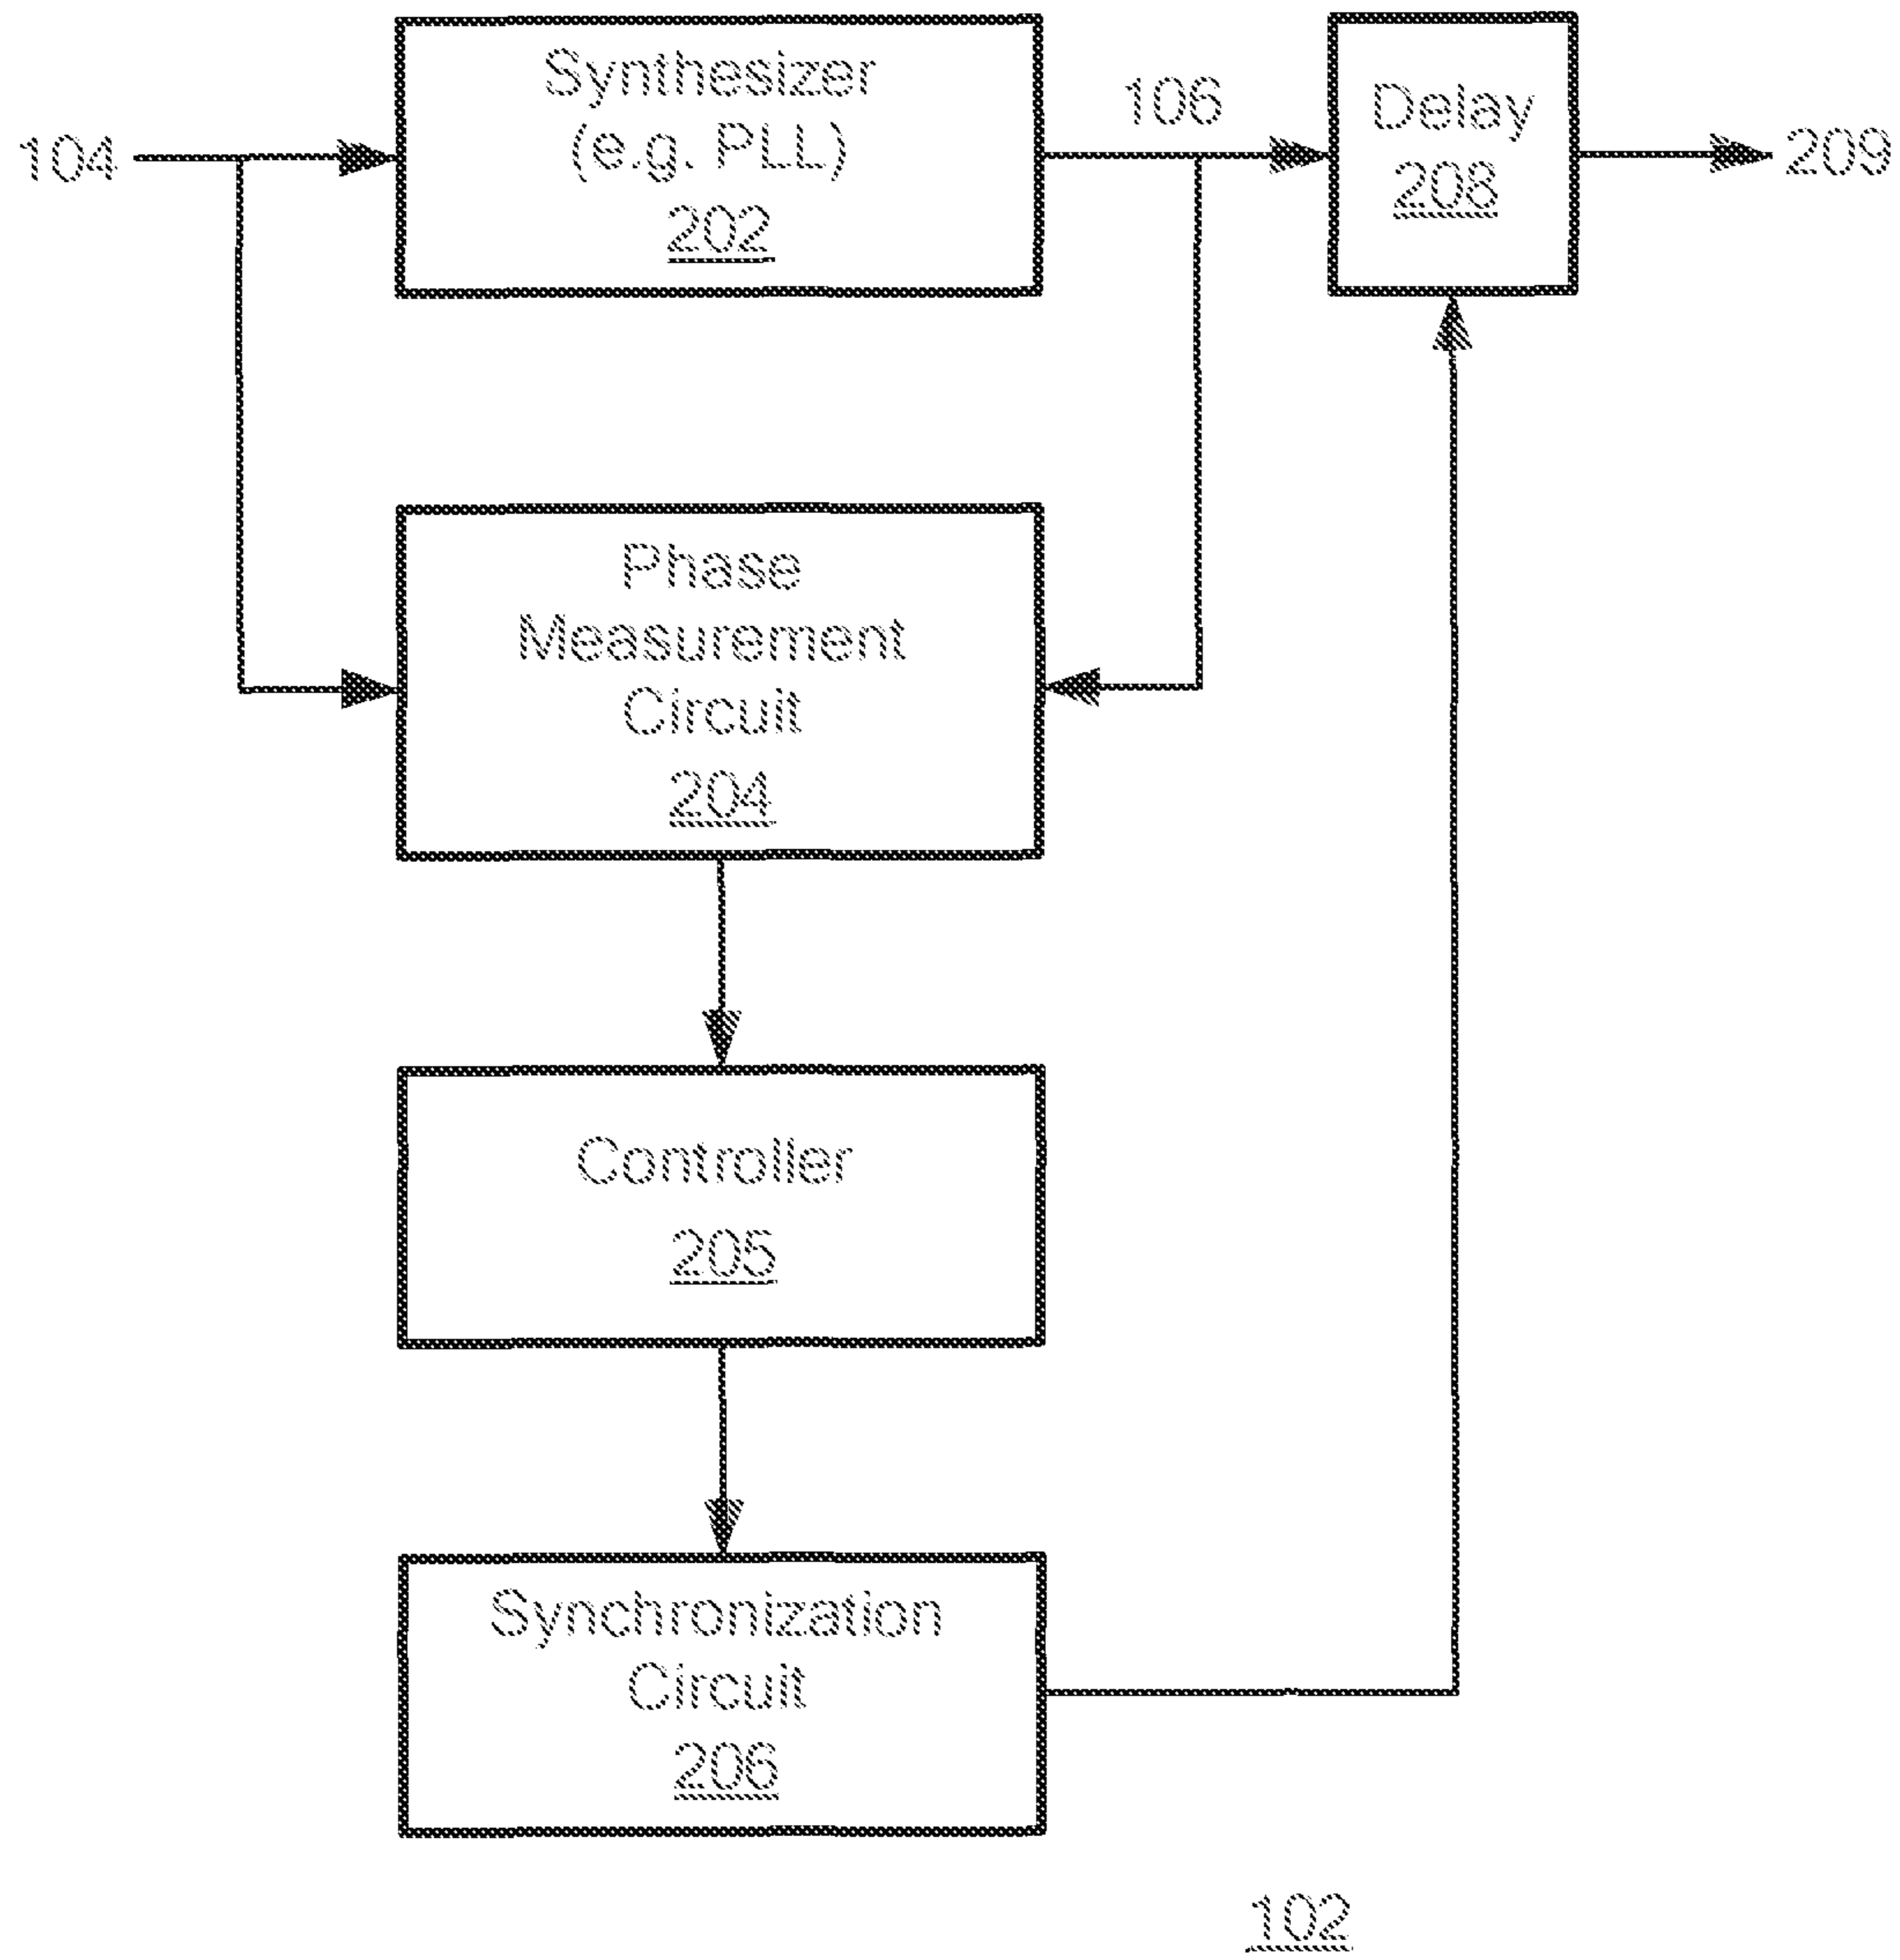 Synthesizer
(e.g. PLL)
202
104
106
Delay
208
209
Phase
Measurement
Circuit
204
Controller
205
Synchronization
Circuit
206
102